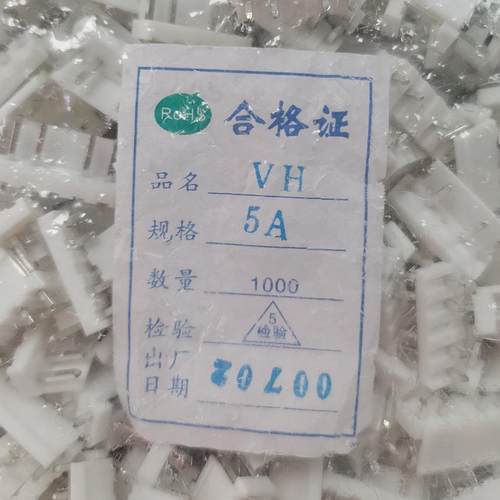 RoHS 合格证
品名 VH
规格 5A
数量 1000
检验 5 检验
出厂
日期